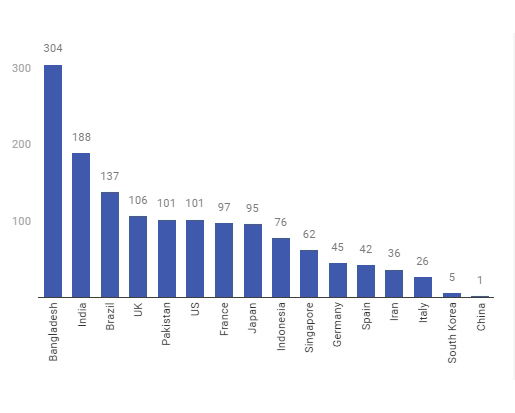 304
300
188
200
137
106
101
101
97
95
100
76
62
45
42
36
26
5
1
Bangladesh
India
Brazil
UK
Pakistan
US
France
Japan
Indonesia
Singapore
Germany
Spain
Iran
Italy
South Korea
China